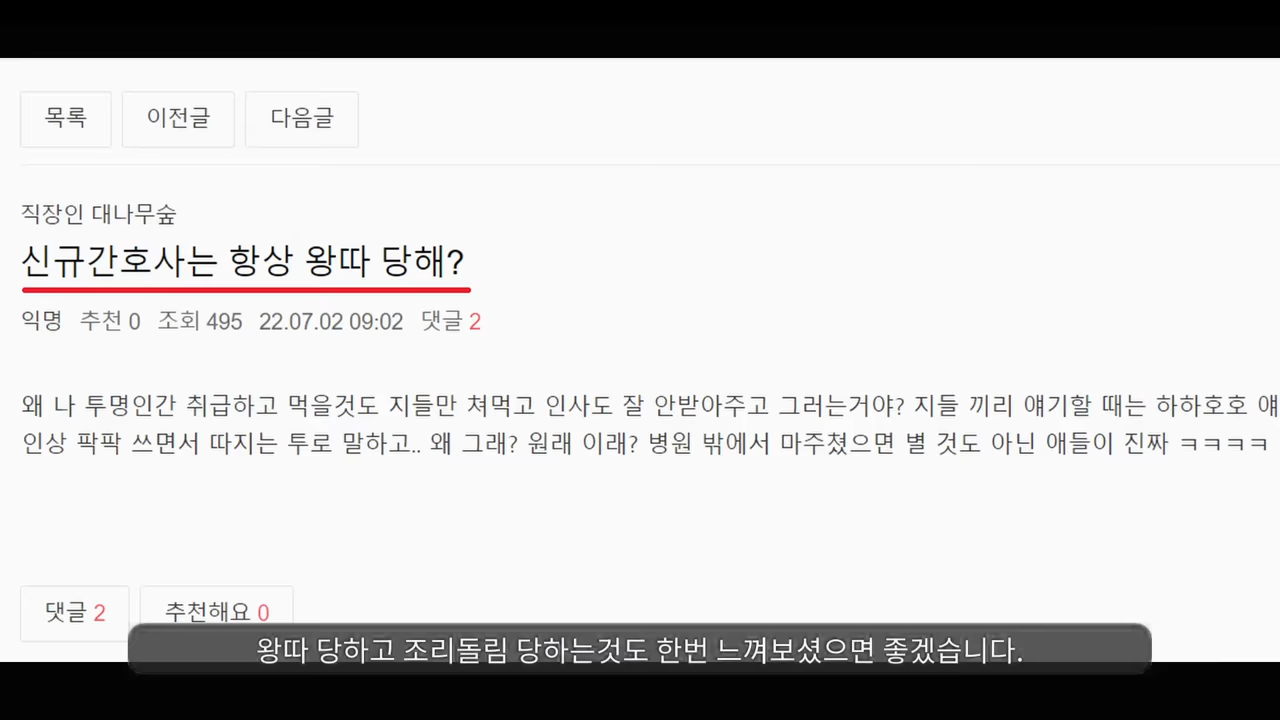 목록 이전글 다음글
직장인 대나무숲
신규간호사는 항상 왕따 당해?
익명 추천 0 조회 495 22.07.02 09:02 댓글 2
왜 나 투명인간 취급하고 먹을것도 지들만 쳐먹고 인사도 잘 안받아주고 그러는거야? 지들 끼리 얘기할 때는 하하호호 얘
인상 팍팍 쓰면서 따지는 투로 말하고.. 왜 그래? 원래 이래? 병원 밖에서 마주쳤으면 별 것도 아닌 애들이 진짜 ㅋㅋㅋㅋ
댓글 2 추천해요 0
왕따 당하고 조리돌림 당하는것도 한번 느껴보셨으면 좋겠습니다.